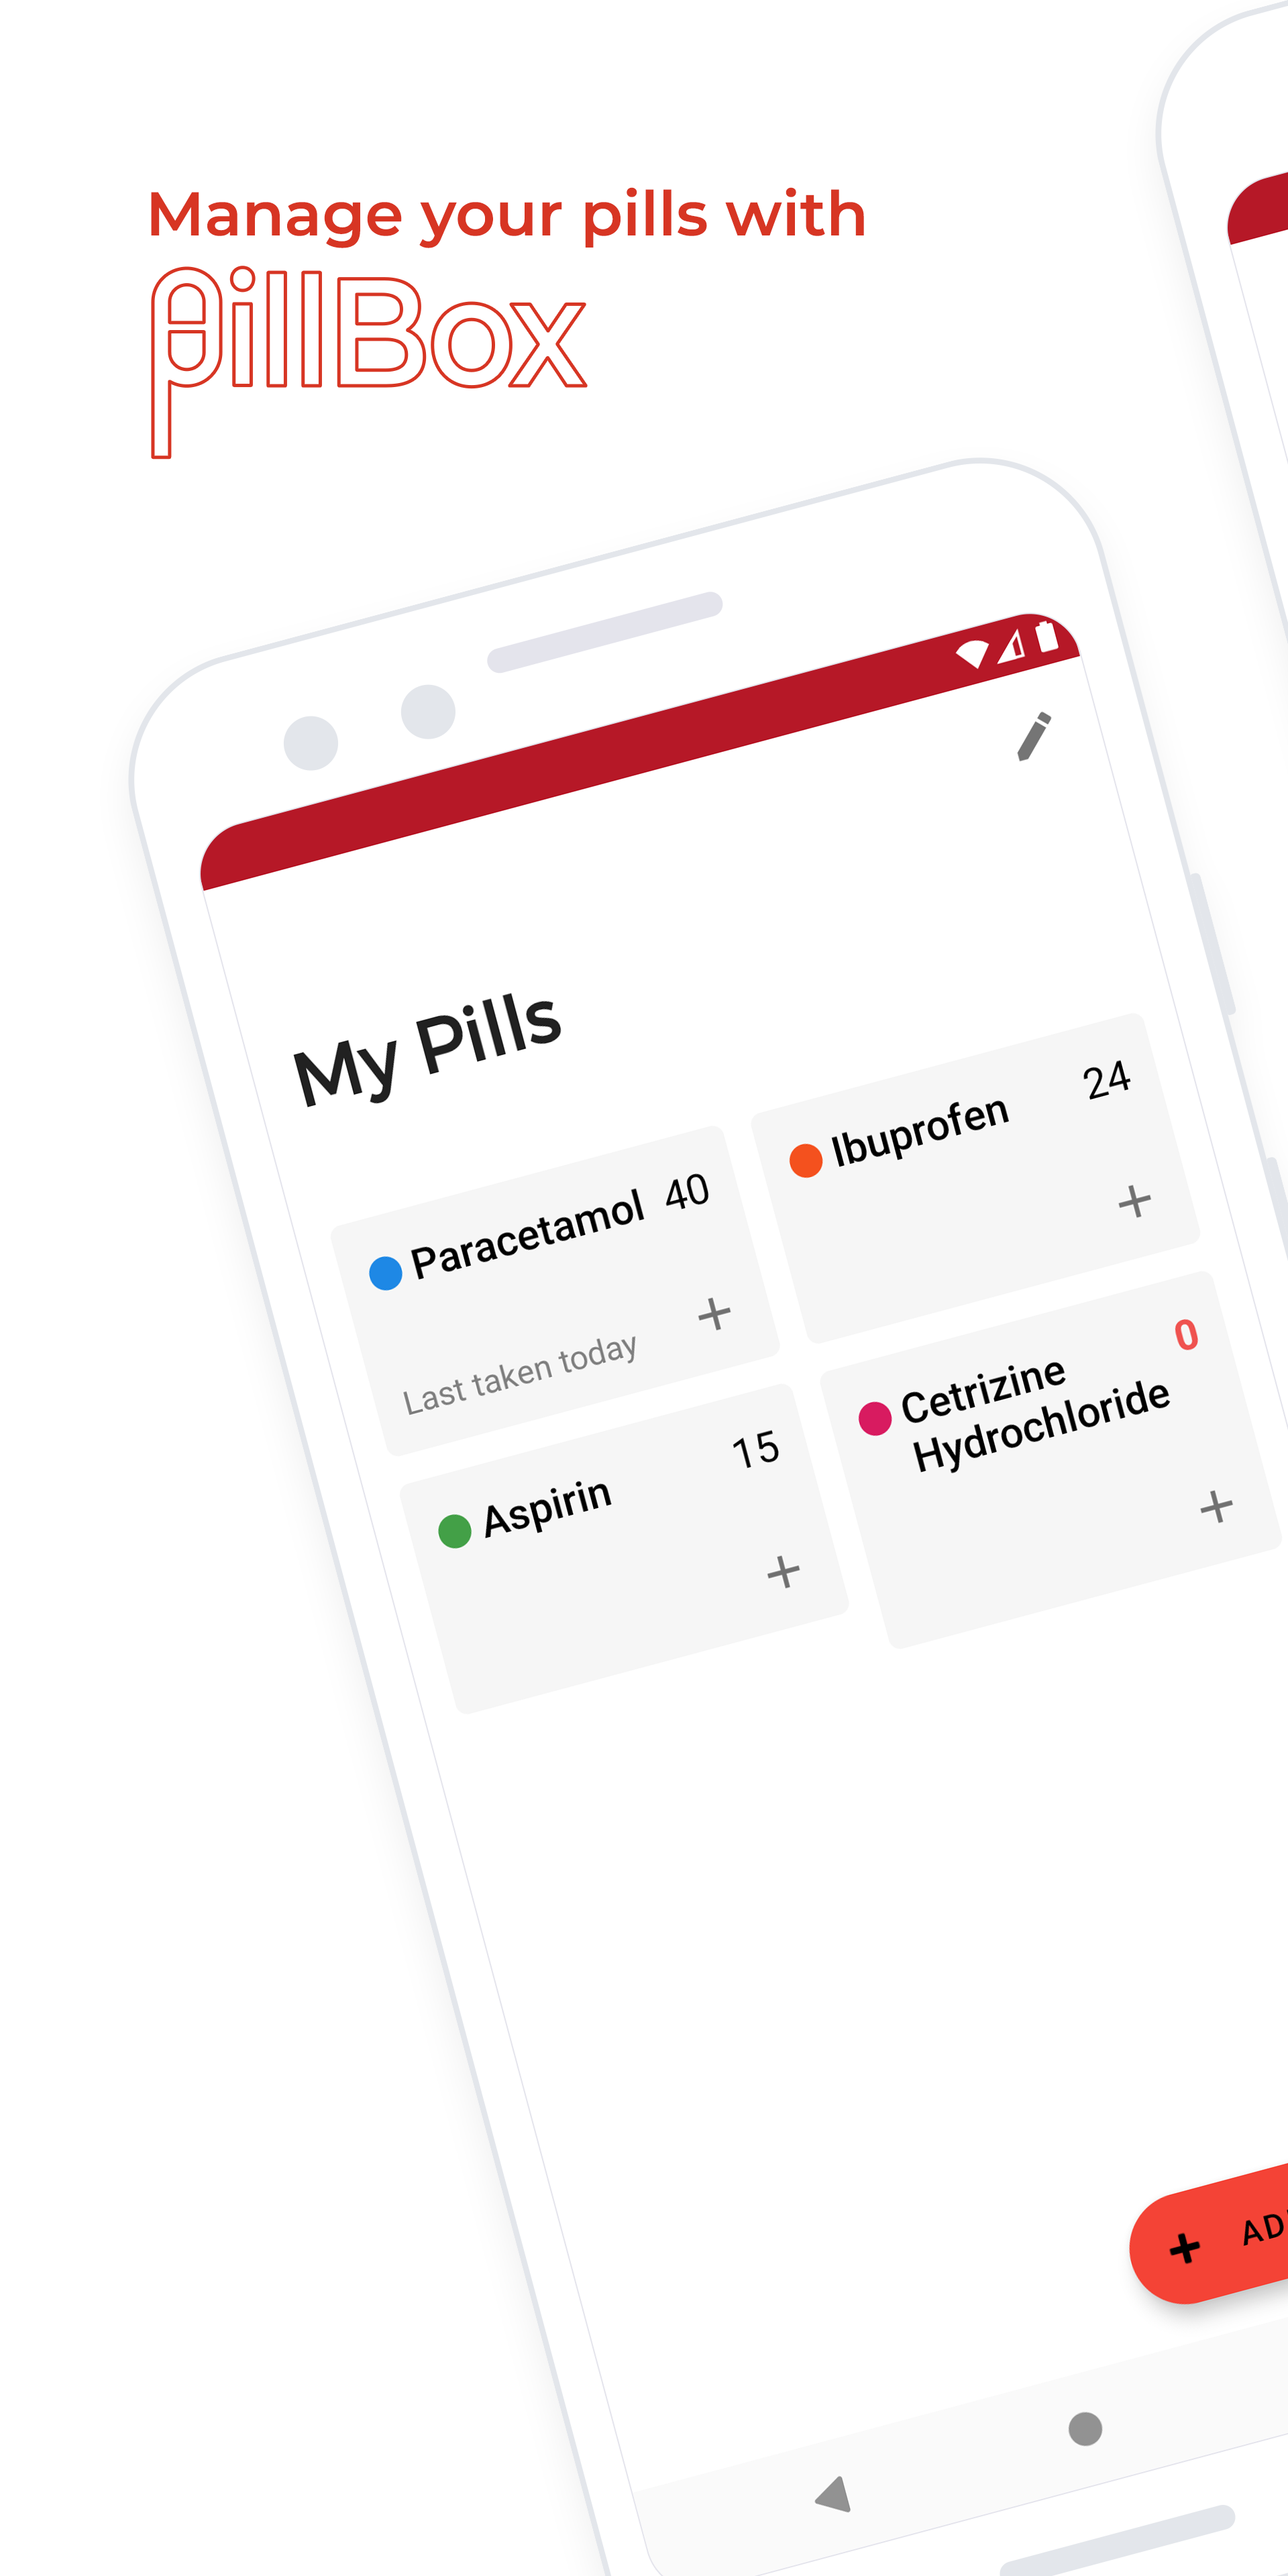 Manage your pills with
PillBox
My Pills
Paracetamol 40
Last taken today
Ibuprofen 24
Aspirin 15
Cetrizine 0
Hydrochloride